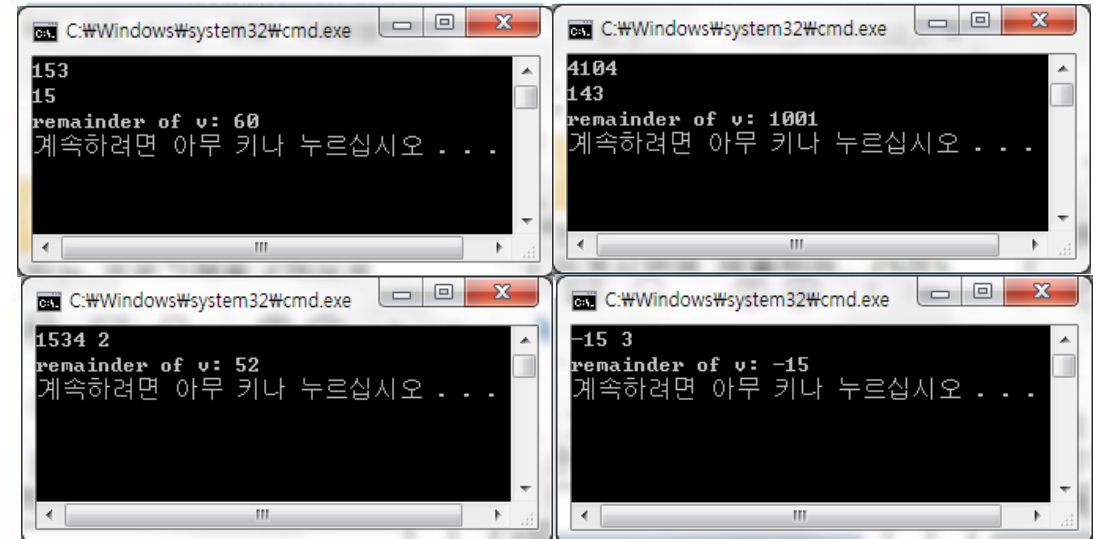 C:₩Windows₩system32₩cmd.exe
153
15
remainder of v: 60
계속하려면 아무 키나 누르십시오 . . .
C:₩Windows₩system32₩cmd.exe
4104
143
remainder of v: 1001
계속하려면 아무 키나 누르십시오 . . .
C:₩Windows₩system32₩cmd.exe
1534 2
remainder of v: 52
계속하려면 아무 키나 누르십시오 . . .
C:₩Windows₩system32₩cmd.exe
-15 3
remainder of v: -15
계속하려면 아무 키나 누르십시오 . . .